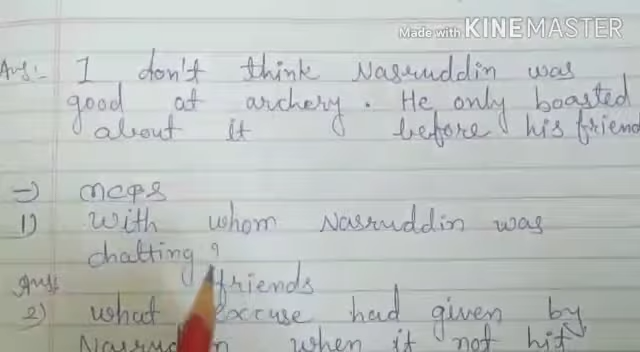 Made with KINEMASTER
Ans:- I don't think Nasruddin was
good at archery. He only boasted
about it before his friend
→ MCQS
1) With whom Nasruddin was
chatting?
Ans friends
2) What excuse had given by
Nasruddin when it not hit